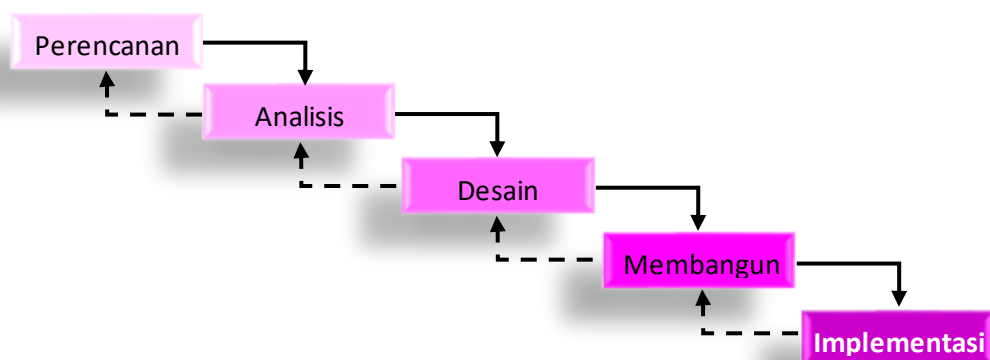 Perencanan
Analisis
Desain
Membangun
Implementasi